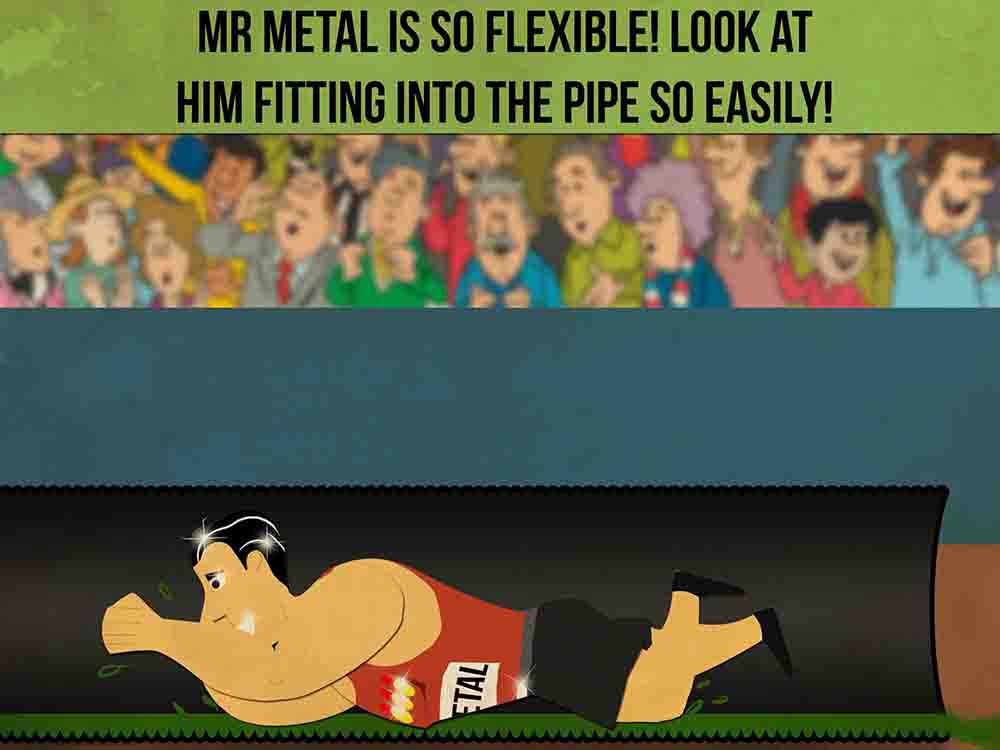 MR METAL IS SO FLEXIBLE! LOOK AT
HIM FITTING INTO THE PIPE SO EASILY!
ETAL